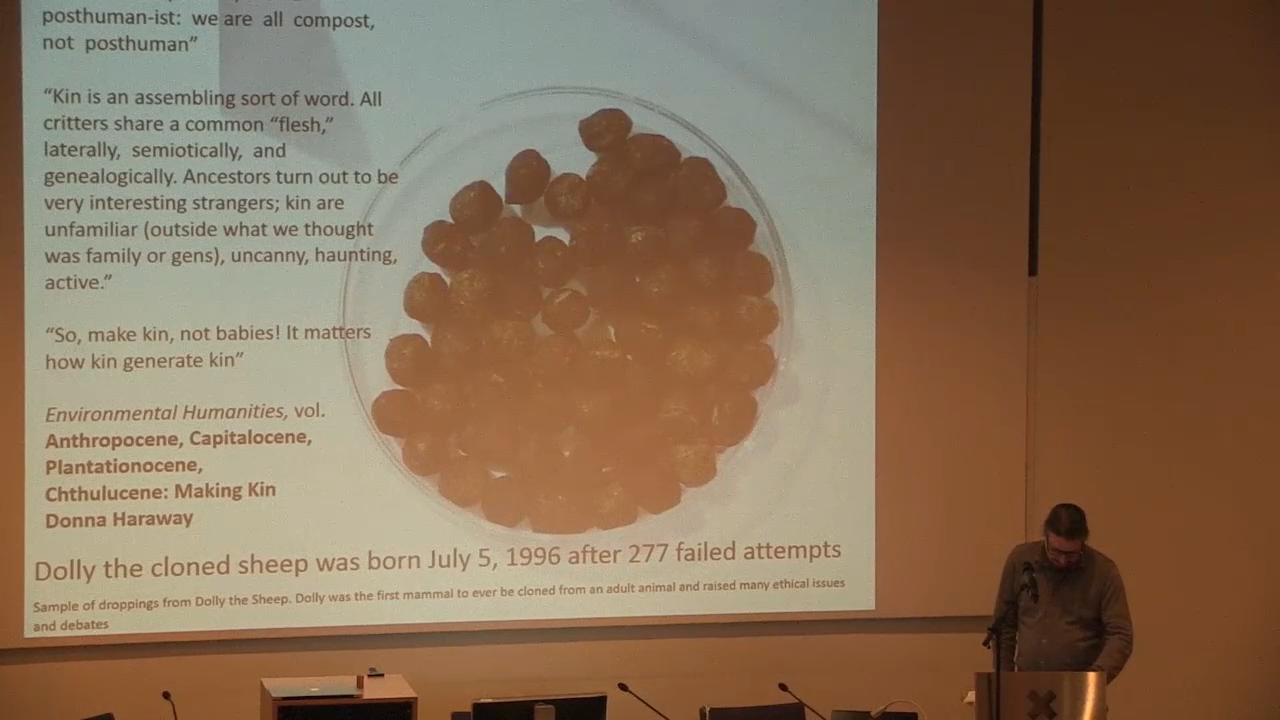 posthuman-ist: we are all compost,
not posthuman”
“Kin is an assembling sort of word. All
critters share a common “flesh,”
laterally, semiotically, and
genealogically. Ancestors turn out to be
very interesting strangers; kin are
unfamiliar (outside what we thought
was family or gens), uncanny, haunting,
active.”
“So, make kin, not babies! It matters
how kin generate kin”
Environmental Humanities, vol.
Anthropocene, Capitalocene,
Plantationocene,
Chthulucene: Making Kin
Donna Haraway
Dolly the cloned sheep was born July 5, 1996 after 277 failed attempts
Sample of droppings from Dolly the Sheep. Dolly was the first mammal to ever be cloned from an adult animal and raised many ethical issues
and debates